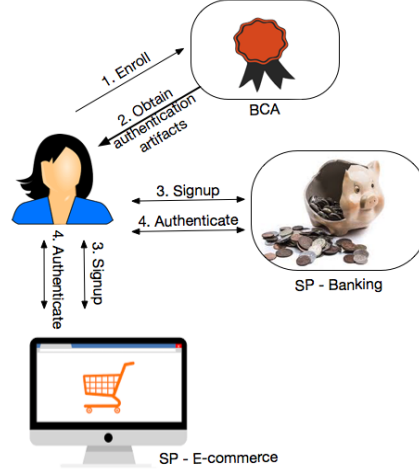 1. Enroll
BCA
2. Obtain
authentication
artifacts
3. Signup
4. Authenticate
SP - Banking
4. Authenticate
3. Signup
SP - E-commerce